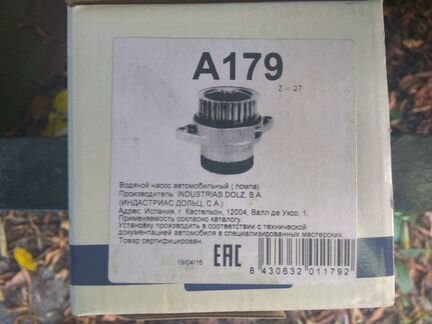 A179
Z – 27
Водяной насос автомобильный ( помпа)
Производитель: INDUSTRIAS DOLZ, S.A.
(ИНДАСТРИАС ДОЛЬЦ, С.А.)
Адрес: Испания, г. Кастельон, 12004, Валл де Уксо, 1.
Применяемость согласно каталогу.
Установку производить в соответствии с технической
документацией автомобиля в специализированных мастерских.
Товар сертифицирован.
19/04/16
EAC
8 430632 011792